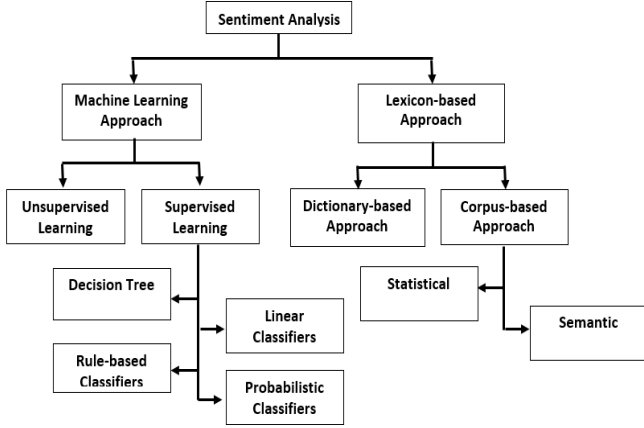 Sentiment Analysis
Machine Learning
Approach
Lexicon-based
Approach
Unsupervised
Learning
Supervised
Learning
Dictionary-based
Approach
Corpus-based
Approach
Decision Tree
Linear
Classifiers
Rule-based
Classifiers
Probabilistic
Classifiers
Statistical
Semantic